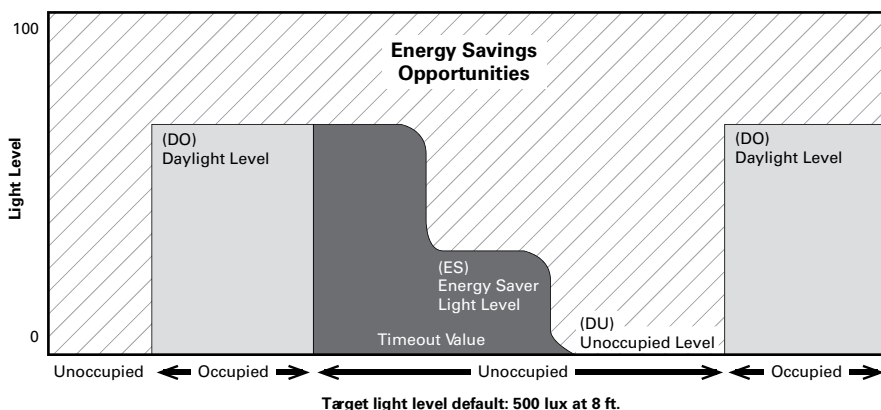 100
Energy Savings
Opportunities
(DO)
Daylight Level
(DO)
Daylight Level
Light Level
(ES)
Energy Saver
Light Level
(DU)
Unoccupied Level
Timeout Value
0
Unoccupied
Occupied
Unoccupied
Occupied
Target light level default: 500 lux at 8 ft.